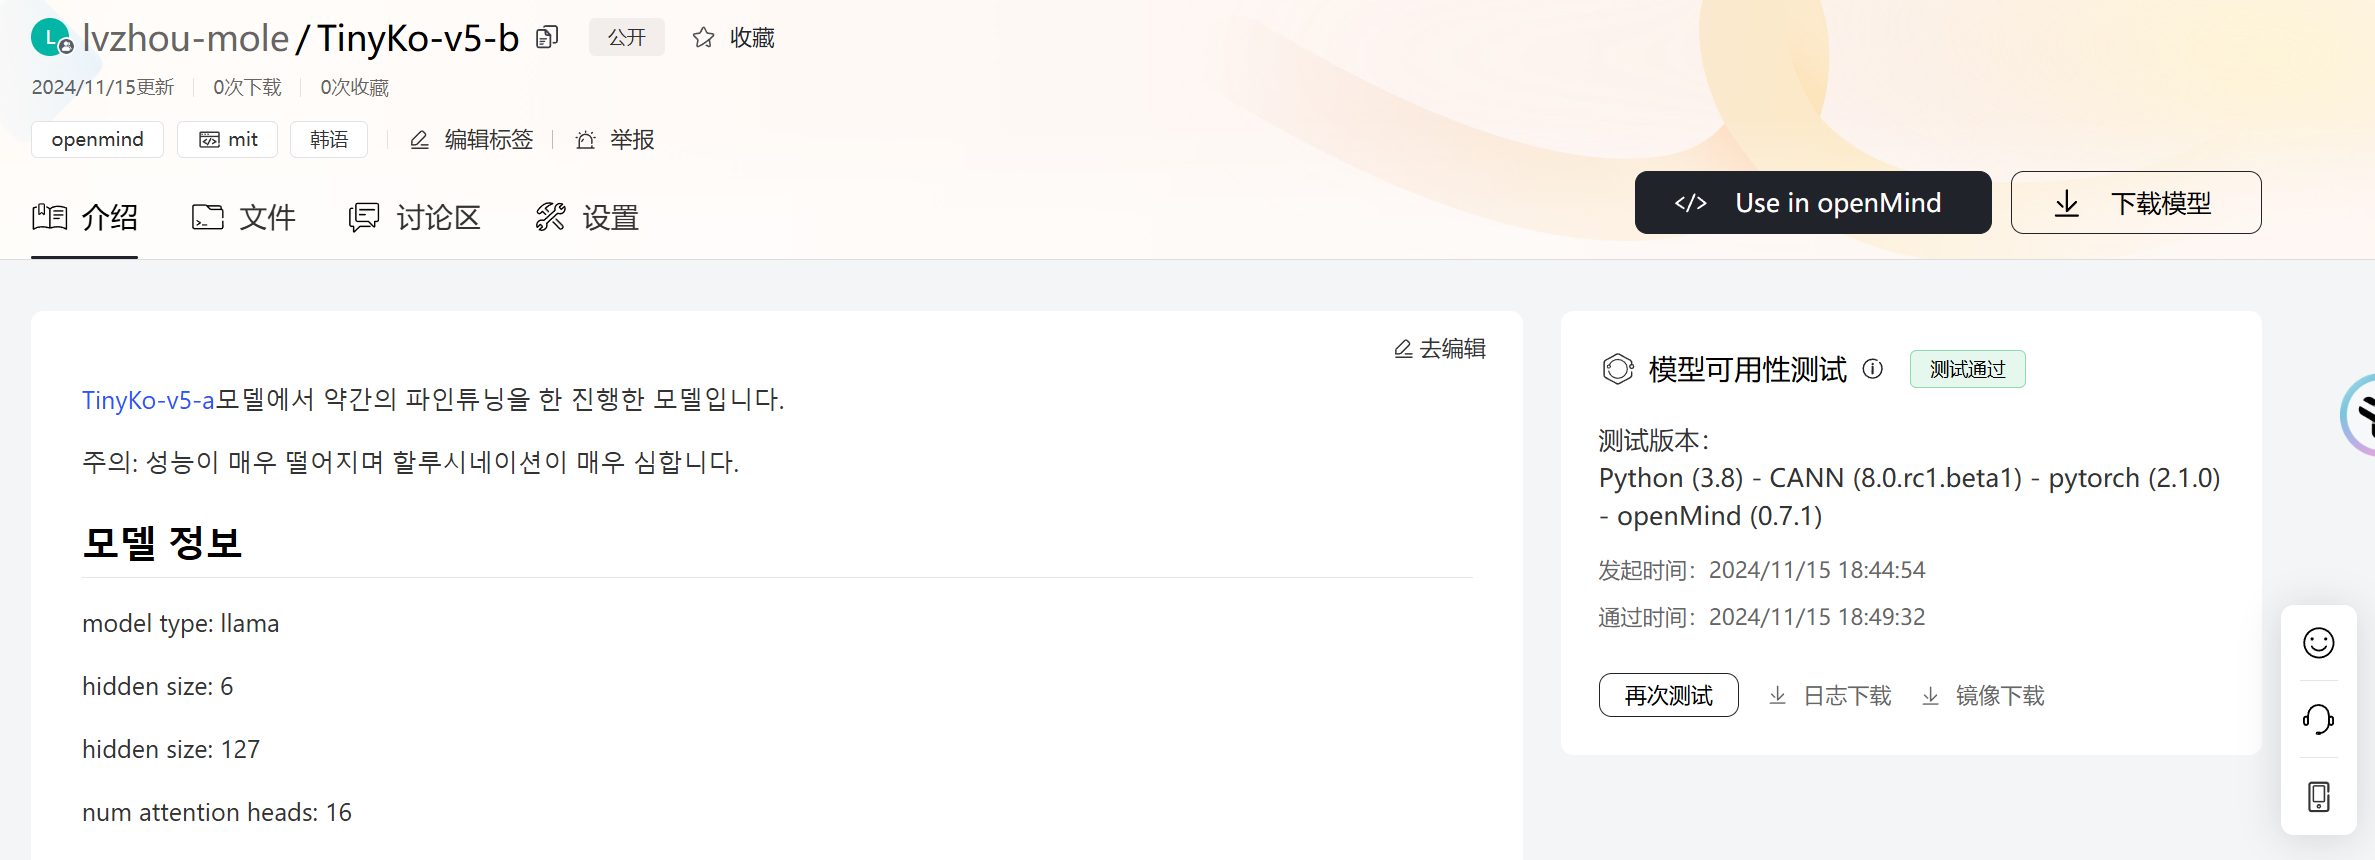 L lvzhou-mole / TinyKo-v5-b 公开 收藏
2024/11/15更新 0次下载 0次收藏
openmind mit 韩语 编辑标签 举报
介绍 文件 讨论区 设置 </> Use in openMind 下载模型
去编辑
TinyKo-v5-a모델에서 약간의 파인튜닝을 한 진행한 모델입니다.
주의: 성능이 매우 떨어지며 할루시네이션이 매우 심합니다.
모델 정보
model type: llama
hidden size: 6
hidden size: 127
num attention heads: 16
模型可用性测试 测试通过
测试版本：
Python (3.8) - CANN (8.0.rc1.beta1) - pytorch (2.1.0)
- openMind (0.7.1)
发起时间：2024/11/15 18:44:54
通过时间：2024/11/15 18:49:32
再次测试 日志下载 镜像下载